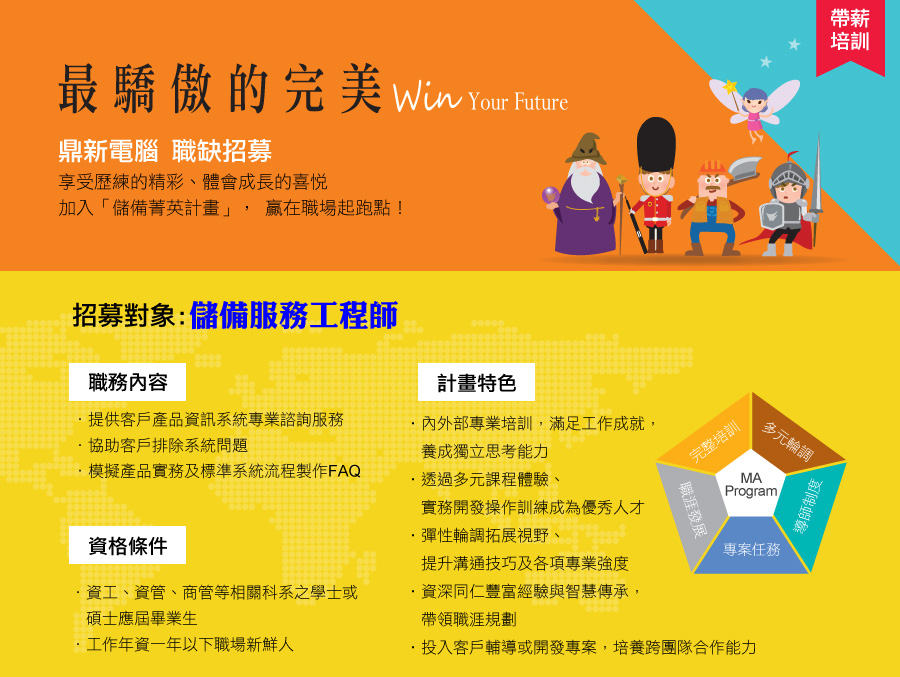 帶薪
培訓
最驕傲的完美 Win Your Future
鼎新電腦 職缺招募
享受歷練的精彩、體會成長的喜悅
加入「儲備菁英計畫」， 贏在職場起跑點！
招募對象:儲備服務工程師
職務內容
·提供客戶產品資訊系統專業諮詢服務
·協助客戶排除系統問題
·模擬產品實務及標準系統流程製作FAQ
資格條件
·資工、資管、商管等相關科系之學士或
碩士應屆畢業生
·工作年資一年以下職場新鮮人
計畫特色
·內外部專業培訓，滿足工作成就，
養成獨立思考能力
·透過多元課程體驗、
實務開發操作訓練成為優秀人才
·彈性輪調拓展視野、
提升溝通技巧及各項專業強度
·資深同仁豐富經驗與智慧傳承，
帶領職涯規劃
·投入客戶輔導或開發專案，培養跨團隊合作能力
完整培訓
多元輪調
MA
Program
職涯發展
導師制度
專案任務